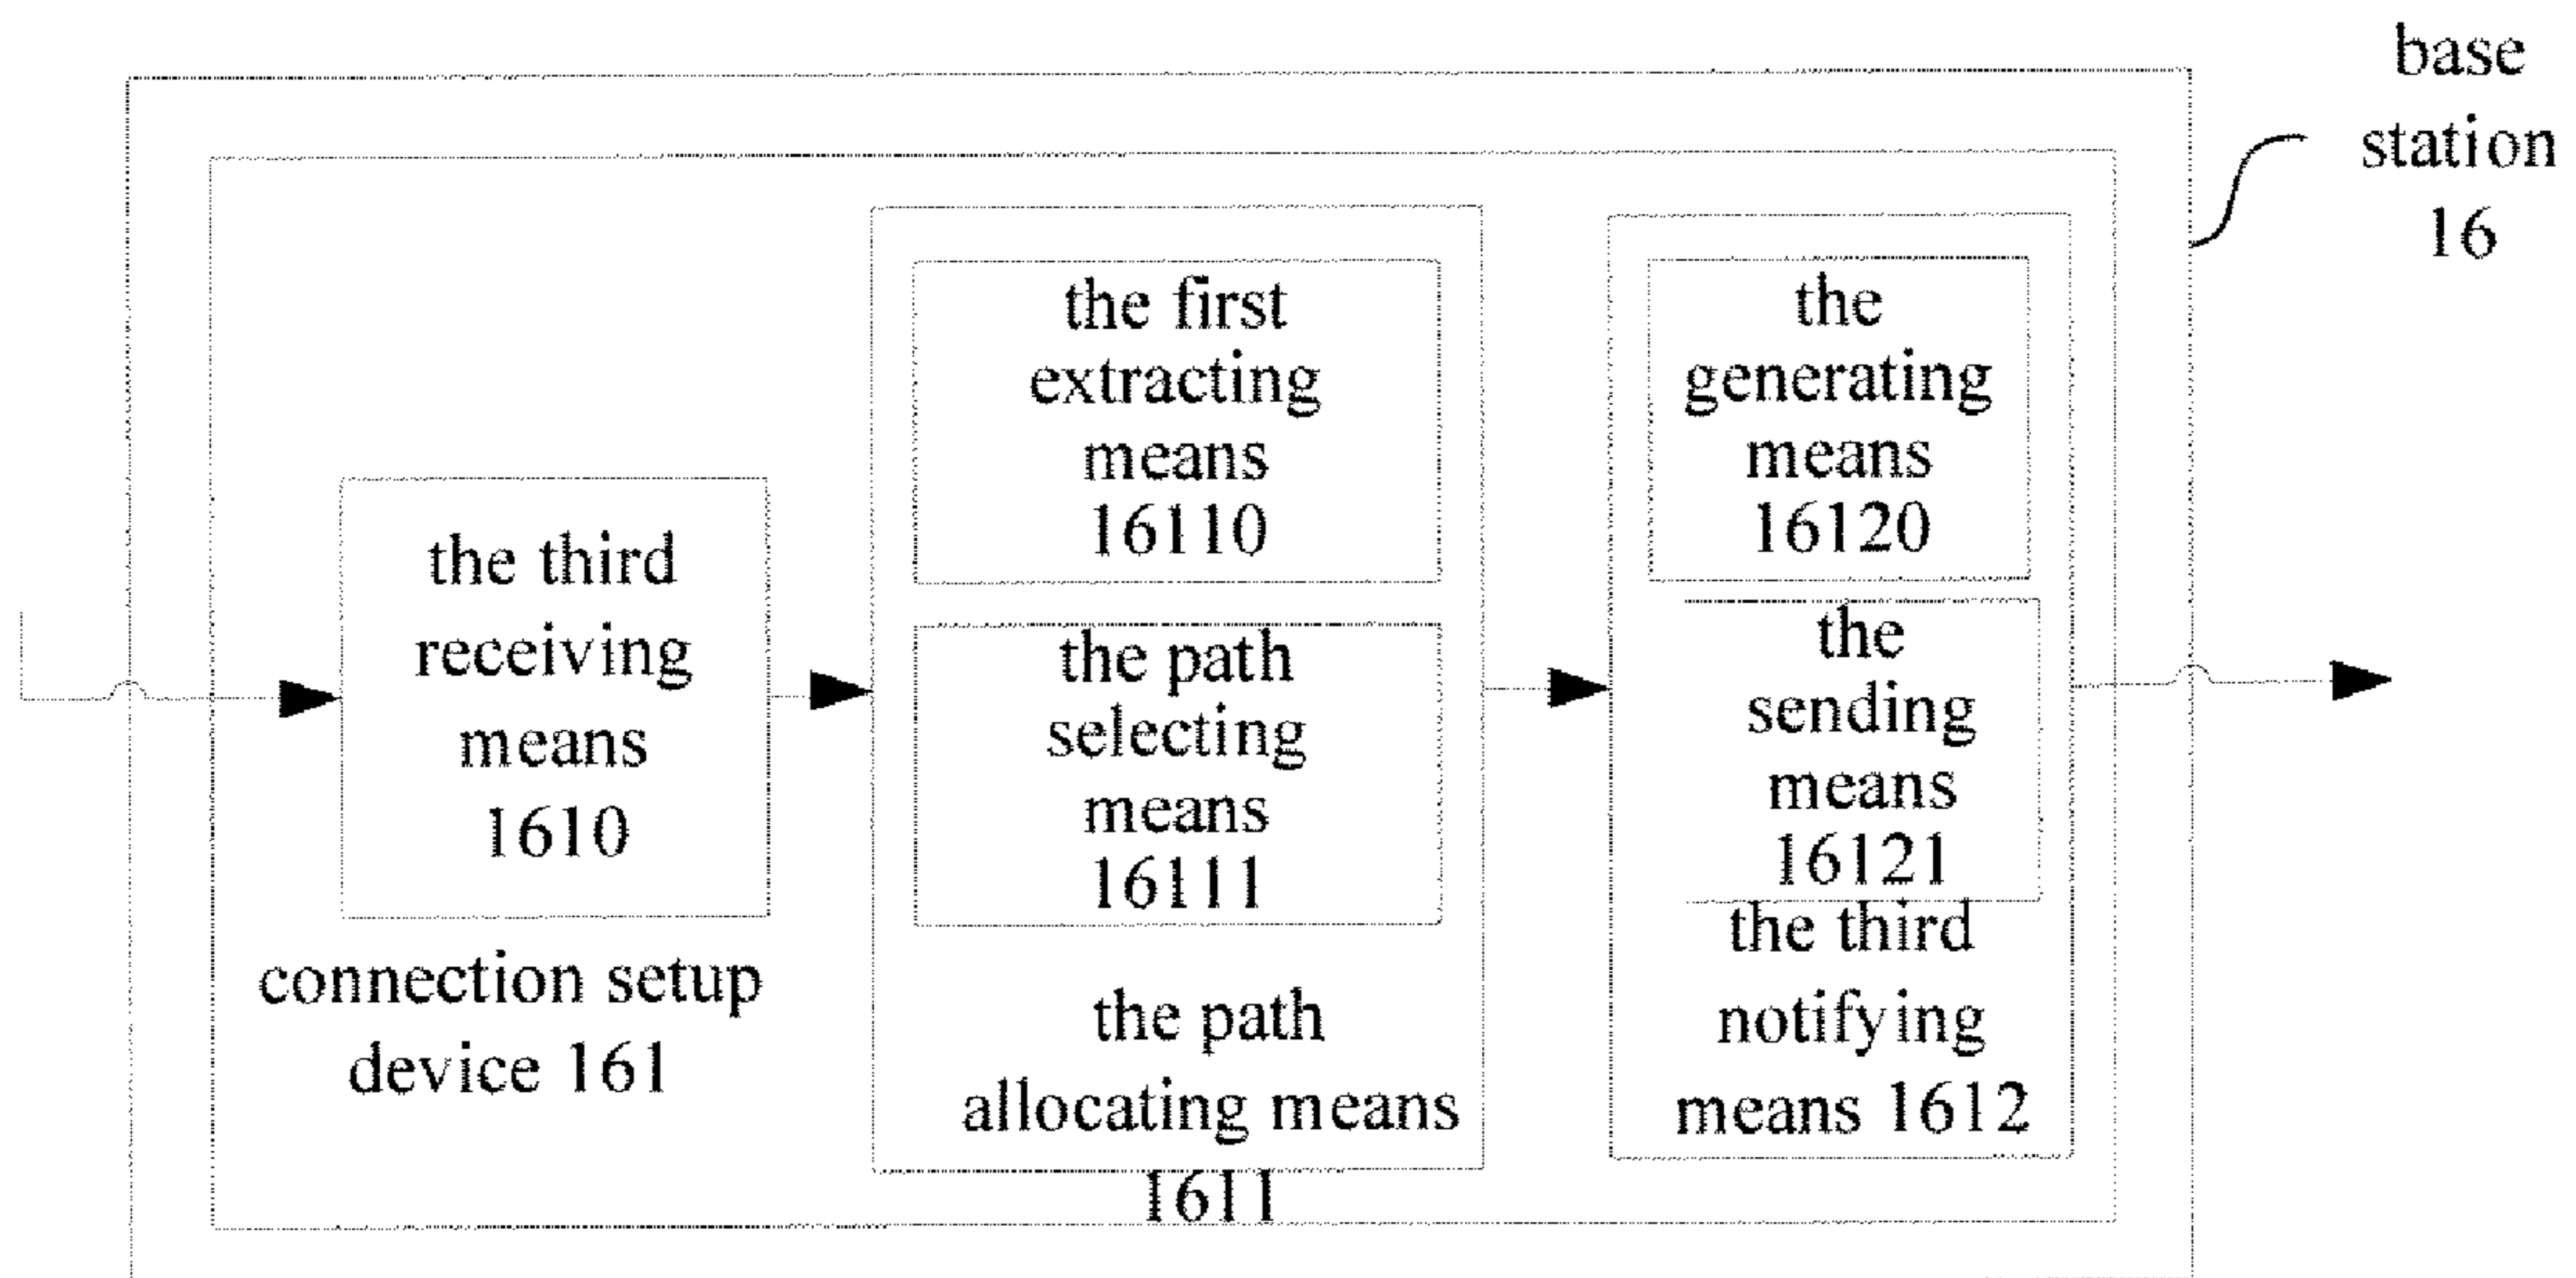 base
station
16
the third
receiving
means
1610
connection setup
device 161
the first
extracting
means
16110
the path
selecting
means
16111
the path
allocating means
1611
the
generating
means
16120
the
sending
means
16121
the third
notifying
means 1612